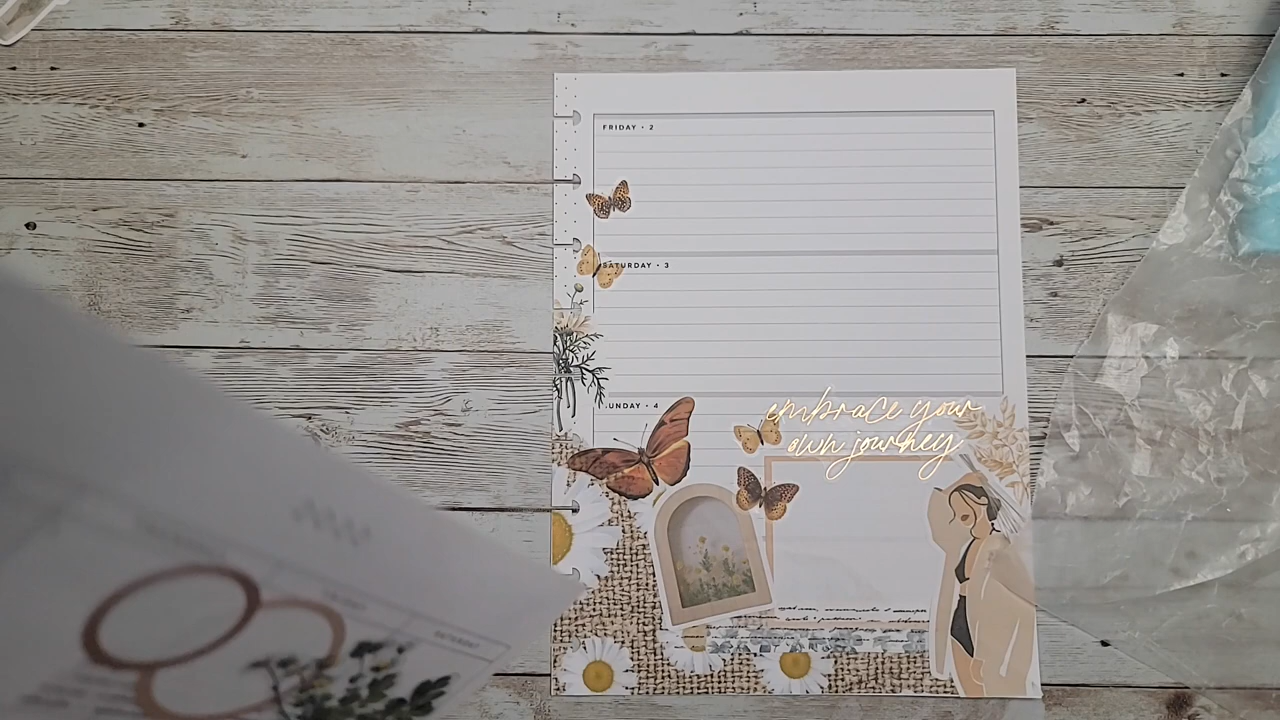 FRIDAY • 2
SATURDAY • 3
SUNDAY • 4
embrace your
own journey